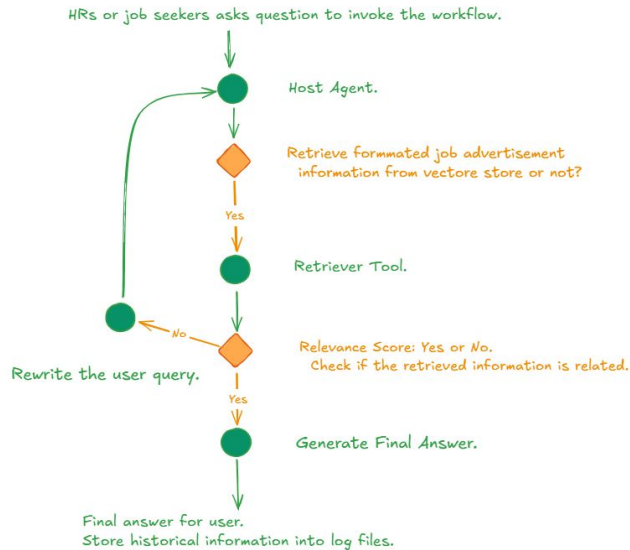 HRs or job seekers asks question to invoke the workflow.
Host Agent.
Retrieve formmated job advertisement
information from vectore store or not?
Yes
Retriever Tool.
No
Relevance Score: Yes or No.
Check if the retrieved information is related.
Rewrite the user query.
Yes
Generate Final Answer.
Final answer for user.
Store historical information into log files.